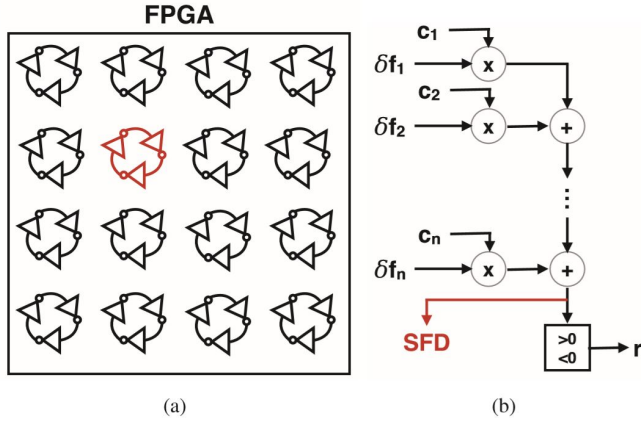 FPGA
(a)
c₁
δf₁
x
c₂
δf₂
x
+
⋮
cₙ
δfₙ
x
+
SFD
>0
<0
r
(b)